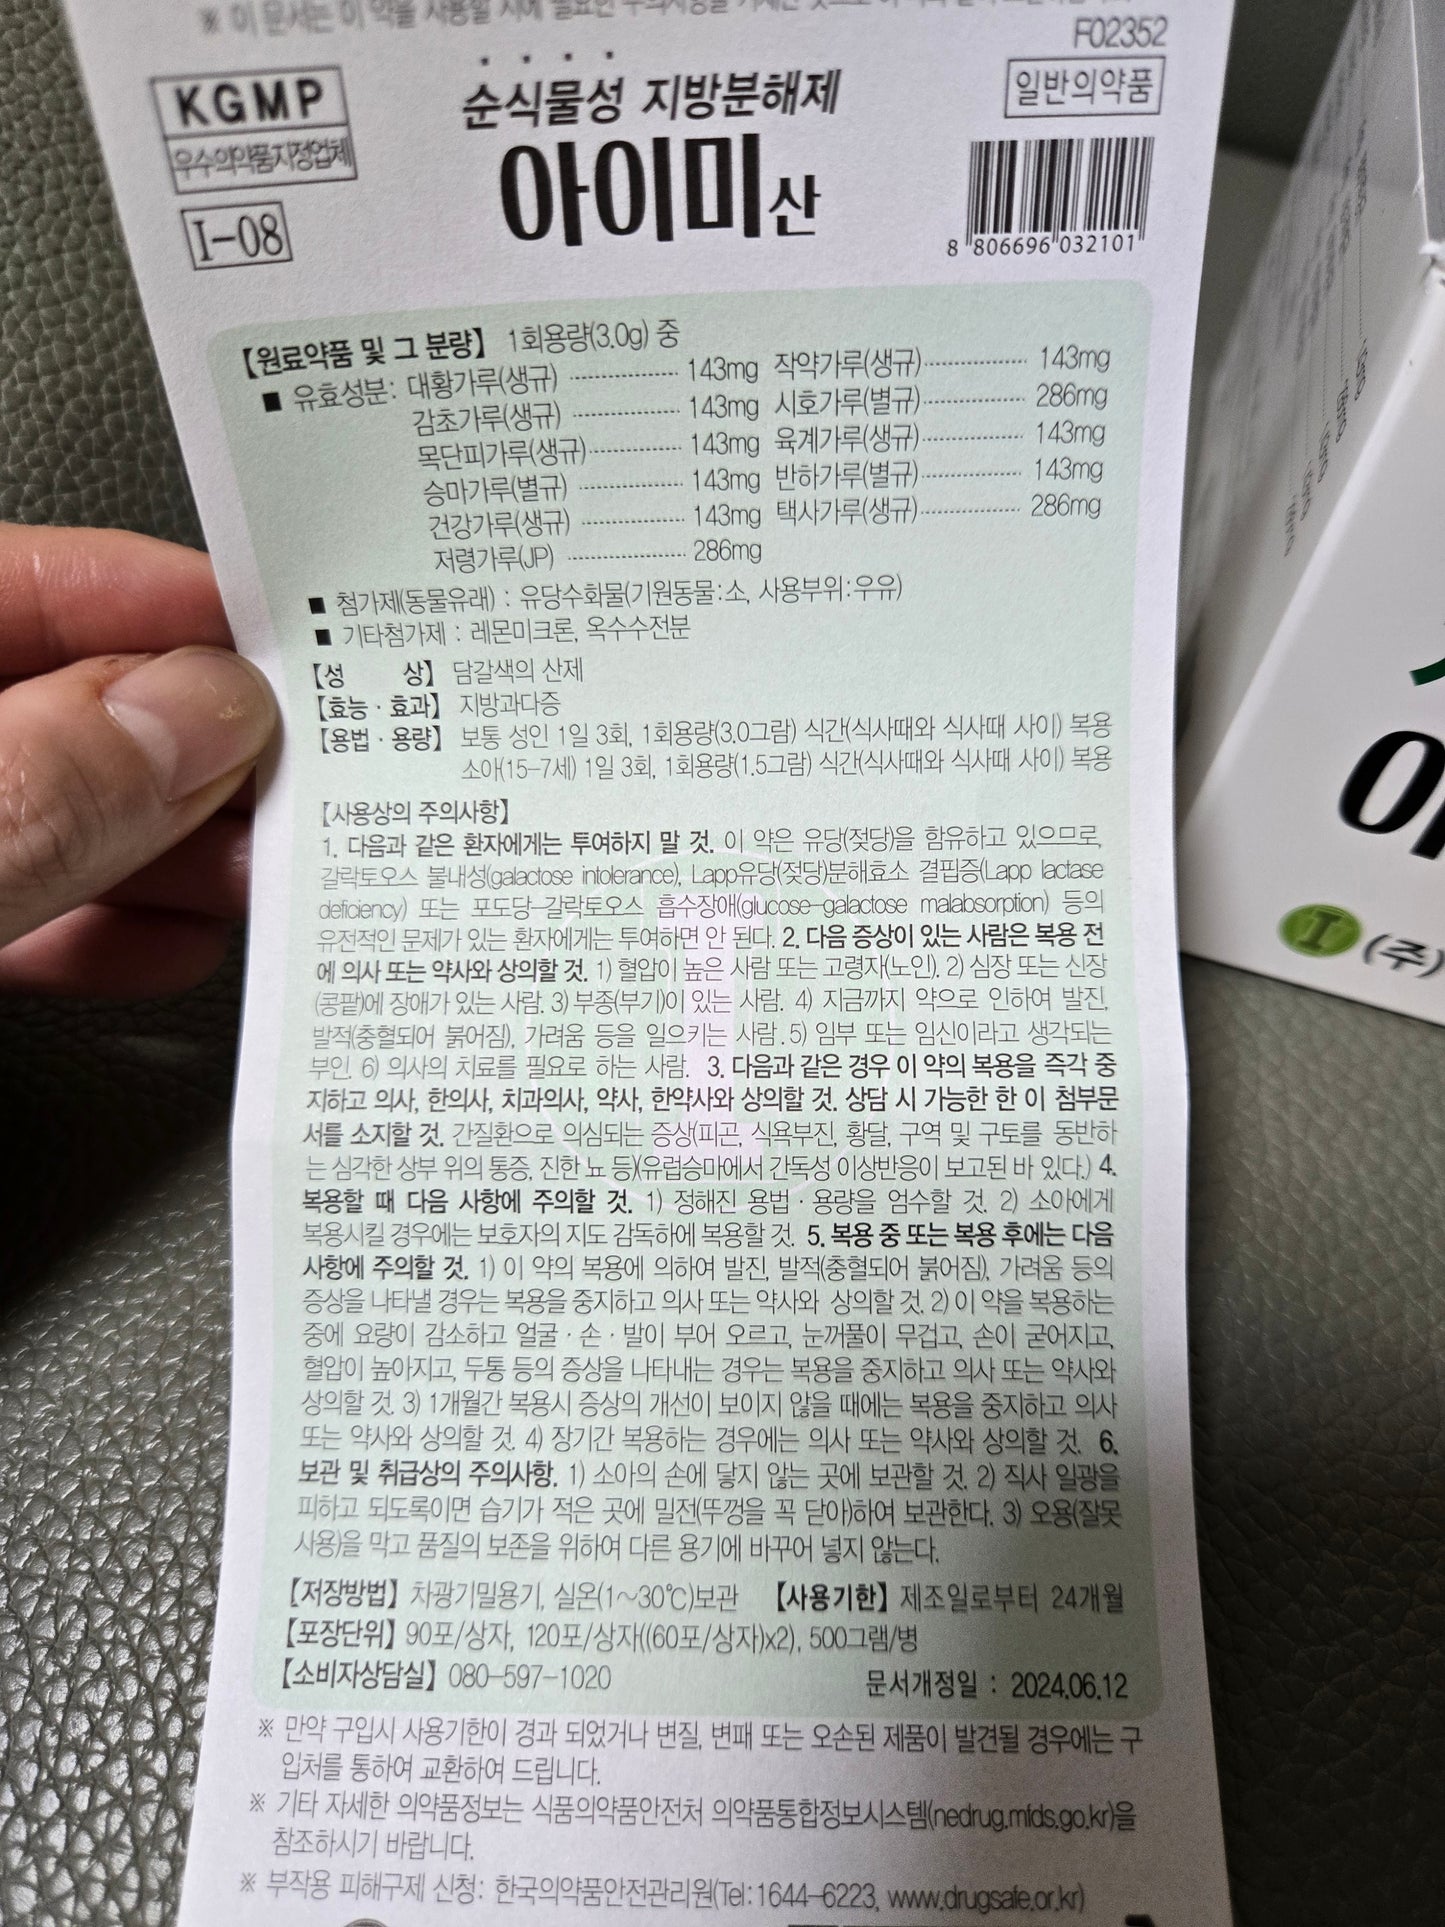 ※ 이 문서는 이 약을 사용할 시에 필요한 주의사항을
F02352
KGMP
우수의약품지정업체
I-08
순식물성 지방분해제
아이미산
일반의약품
8 806696 032101
【원료약품 및 그 분량】 1회용량(3.0g) 중
■ 유효성분: 대황가루(생규) ············ 143mg 작약가루(생규)············ 143mg
감초가루(생규) ············ 143mg 시호가루(별규)············ 286mg
목단피가루(생규)············ 143mg 육계가루(생규)············ 143mg
승마가루(별규) ············ 143mg 반하가루(별규)············ 143mg
건강가루(생규) ············ 143mg 택사가루(생규)············ 286mg
저령가루(JP) ············ 286mg
■ 첨가제(동물유래) : 유당수화물(기원동물:소, 사용부위:우유)
■ 기타첨가제 : 레몬미크론, 옥수수전분
【성 상】 담갈색의 산제
【효능 · 효과】 지방과다증
【용법 · 용량】 보통 성인 1일 3회, 1회용량(3.0그람) 식간(식사때와 식사때 사이) 복용
소아(15-7세) 1일 3회, 1회용량(1.5그람) 식간(식사때와 식사때 사이) 복용
【사용상의 주의사항】
1. 다음과 같은 환자에게는 투여하지 말 것. 이 약은 유당(젖당)을 함유하고 있으므로,
갈락토오스 불내성(galactose intolerance), Lapp유당(젖당)분해효소 결핍증(Lapp lactase
deficiency) 또는 포도당-갈락토오스 흡수장애(glucose-galactose malabsorption) 등의
유전적인 문제가 있는 환자에게는 투여하면 안 된다. 2. 다음 증상이 있는 사람은 복용 전
에 의사 또는 약사와 상의할 것. 1) 혈압이 높은 사람 또는 고령자(노인). 2) 심장 또는 신장
(콩팥)에 장애가 있는 사람. 3) 부종(부기)이 있는 사람. 4) 지금까지 약으로 인하여 발진,
발적(충혈되어 붉어짐), 가려움 등을 일으키는 사람. 5) 임부 또는 임신이라고 생각되는
부인. 6) 의사의 치료를 필요로 하는 사람. 3. 다음과 같은 경우 이 약의 복용을 즉각 중
지하고 의사, 한의사, 치과의사, 약사, 한약사와 상의할 것. 상담 시 가능한 한 이 첨부문
서를 소지할 것. 간질환으로 의심되는 증상(피곤, 식욕부진, 황달, 구역 및 구토를 동반하
는 심각한 상부 위의 통증, 진한 뇨 등)(유럽승마에서 간독성 이상반응이 보고된 바 있다.) 4.
복용할 때 다음 사항에 주의할 것. 1) 정해진 용법 · 용량을 엄수할 것. 2) 소아에게
복용시킬 경우에는 보호자의 지도 감독하에 복용할 것. 5. 복용 중 또는 복용 후에는 다음
사항에 주의할 것. 1) 이 약의 복용에 의하여 발진, 발적(충혈되어 붉어짐), 가려움 등의
증상을 나타낼 경우는 복용을 중지하고 의사 또는 약사와 상의할 것. 2) 이 약을 복용하는
중에 요량이 감소하고 얼굴 · 손 · 발이 부어 오르고, 눈꺼풀이 무겁고, 손이 굳어지고,
혈압이 높아지고, 두통 등의 증상을 나타내는 경우는 복용을 중지하고 의사 또는 약사와
상의할 것. 3) 1개월간 복용시 증상의 개선이 보이지 않을 때에는 복용을 중지하고 의사
또는 약사와 상의할 것. 4) 장기간 복용하는 경우에는 의사 또는 약사와 상의할 것. 6.
보관 및 취급상의 주의사항. 1) 소아의 손에 닿지 않는 곳에 보관할 것. 2) 직사 일광을
피하고 되도록이면 습기가 적은 곳에 밀전(뚜껑을 꼭 닫아)하여 보관한다. 3) 오용(잘못
사용)을 막고 품질의 보존을 위하여 다른 용기에 바꾸어 넣지 않는다.
【저장방법】 차광기밀용기, 실온(1~30℃)보관 【사용기한】 제조일로부터 24개월
【포장단위】 90포/상자, 120포/상자((60포/상자)x2), 500그램/병
【소비자상담실】 080-597-1020 문서개정일 : 2024.06.12
※ 만약 구입시 사용기한이 경과 되었거나 변질, 변패 또는 오손된 제품이 발견될 경우에는 구
입처를 통하여 교환하여 드립니다.
※ 기타 자세한 의약품정보는 식품의약품안전처 의약품통합정보시스템(nedrug.mfds.go.kr)을
참조하시기 바랍니다.
※ 부작용 피해구제 신청: 한국의약품안전관리원(Tel:1644-6223, www.drugsafe.or.kr)
I (주)